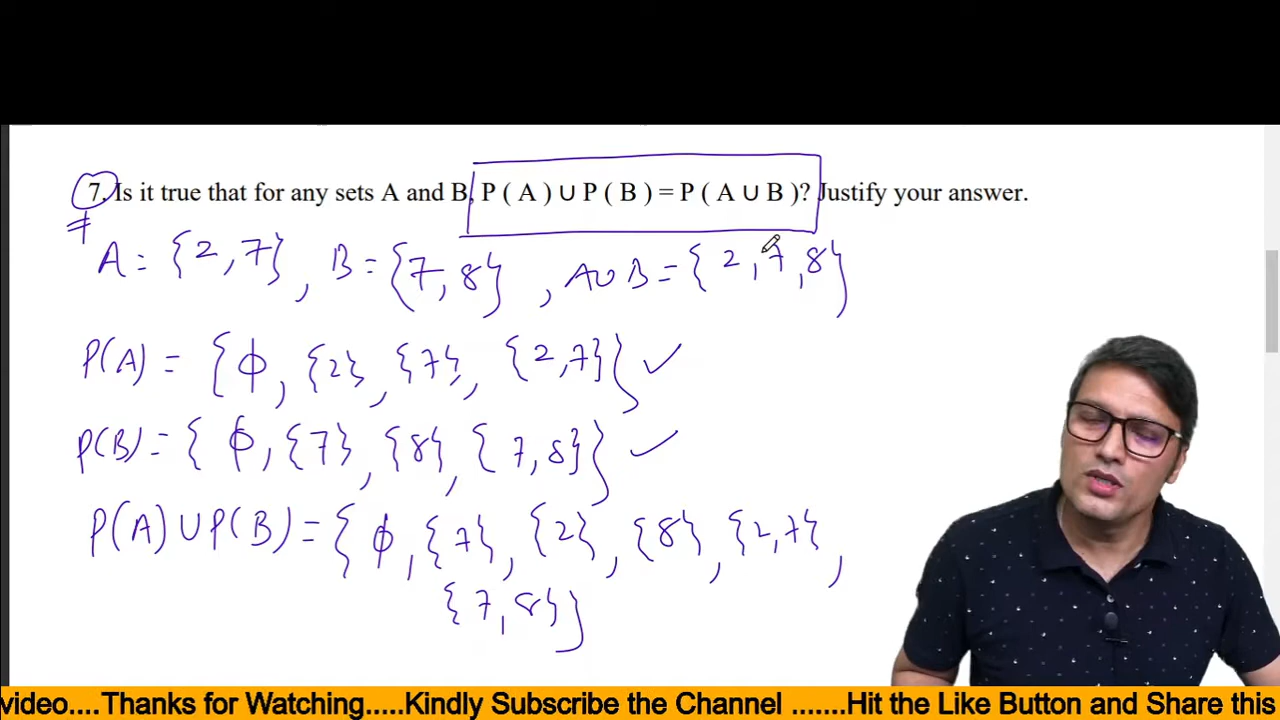 7. Is it true that for any sets A and B, P ( A ) ∪ P ( B ) = P ( A ∪ B )? Justify your answer.
A = {2, 7}, B = {7, 8}, A∪B = {2, 7, 8}
P(A) = {ϕ, {2}, {7}, {2,7}} ✓
P(B) = {ϕ, {7}, {8}, {7,8}} ✓
P(A)∪P(B) = {ϕ, {7}, {2}, {8}, {2,7},
{7,8}}
video....Thanks for Watching.....Kindly Subscribe the Channel .......Hit the Like Button and Share this